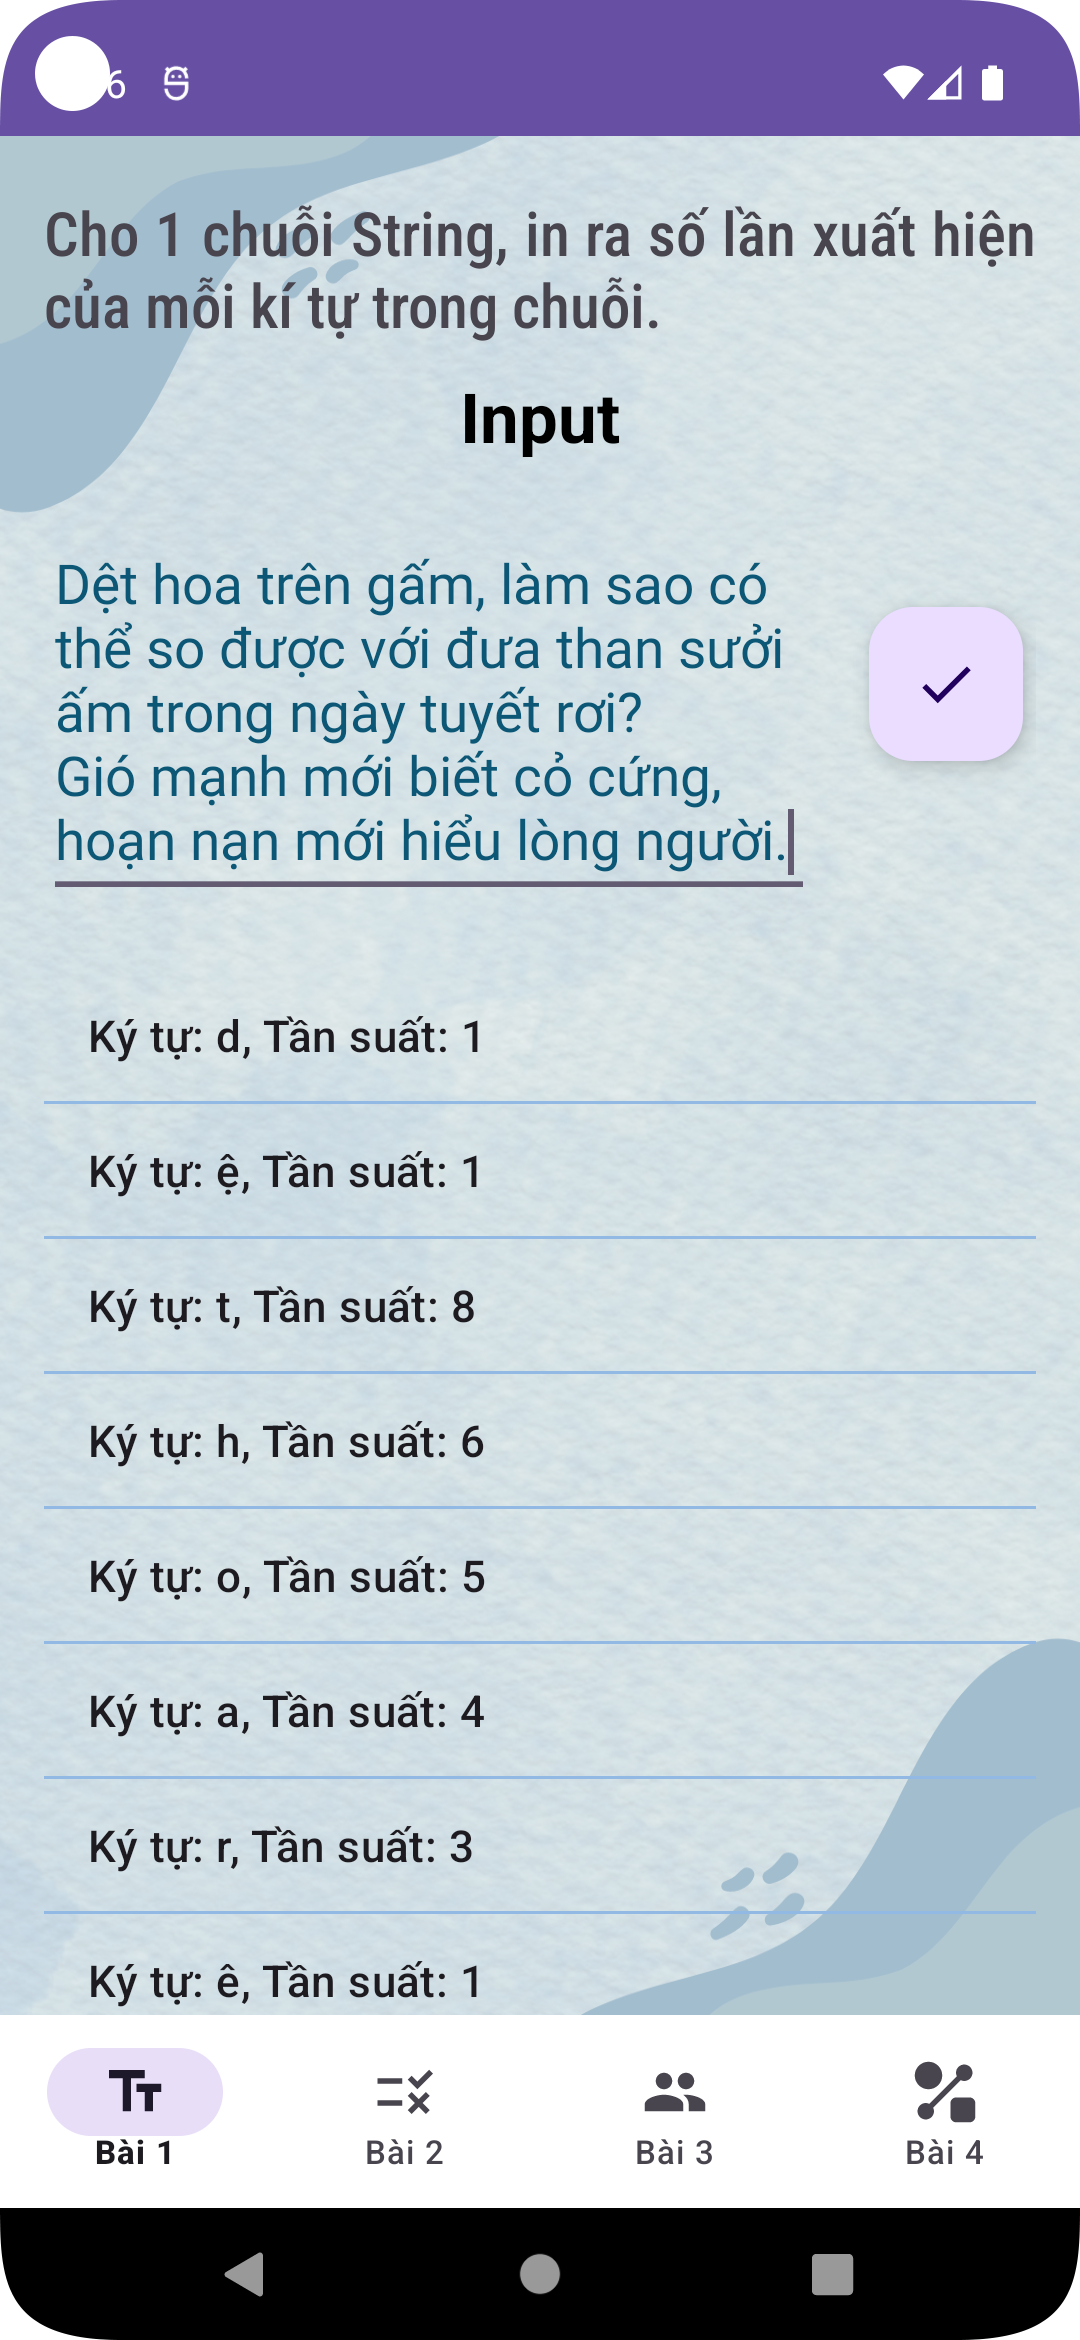 6
Cho 1 chuỗi String, in ra số lần xuất hiện
của mỗi kí tự trong chuỗi.
Input
Dệt hoa trên gấm, làm sao có
thể so được với đưa than sưởi
ấm trong ngày tuyết rơi?
Gió mạnh mới biết cỏ cứng,
hoạn nạn mới hiểu lòng người.
Ký tự: d, Tần suất: 1
Ký tự: ệ, Tần suất: 1
Ký tự: t, Tần suất: 8
Ký tự: h, Tần suất: 6
Ký tự: o, Tần suất: 5
Ký tự: a, Tần suất: 4
Ký tự: r, Tần suất: 3
Ký tự: ê, Tần suất: 1
Bài 1
Bài 2
Bài 3
Bài 4